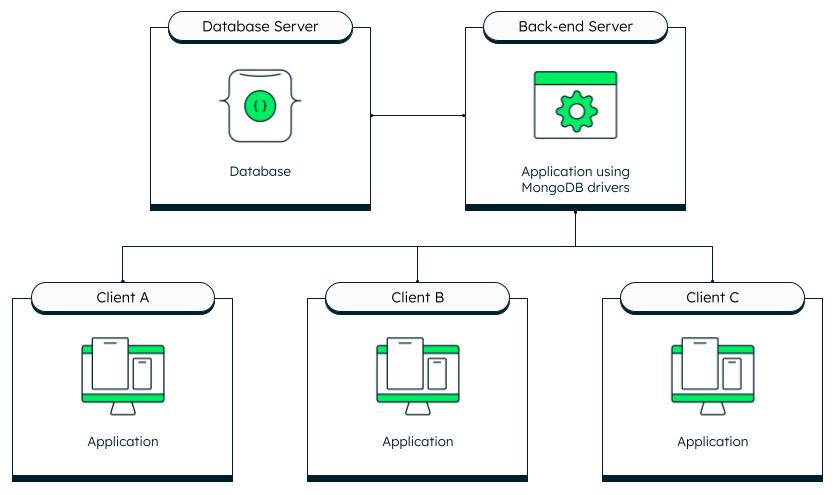 Database Server
Back-end Server
{ }
Database
Application using
MongoDB drivers
Client A
Client B
Client C
Application
Application
Application